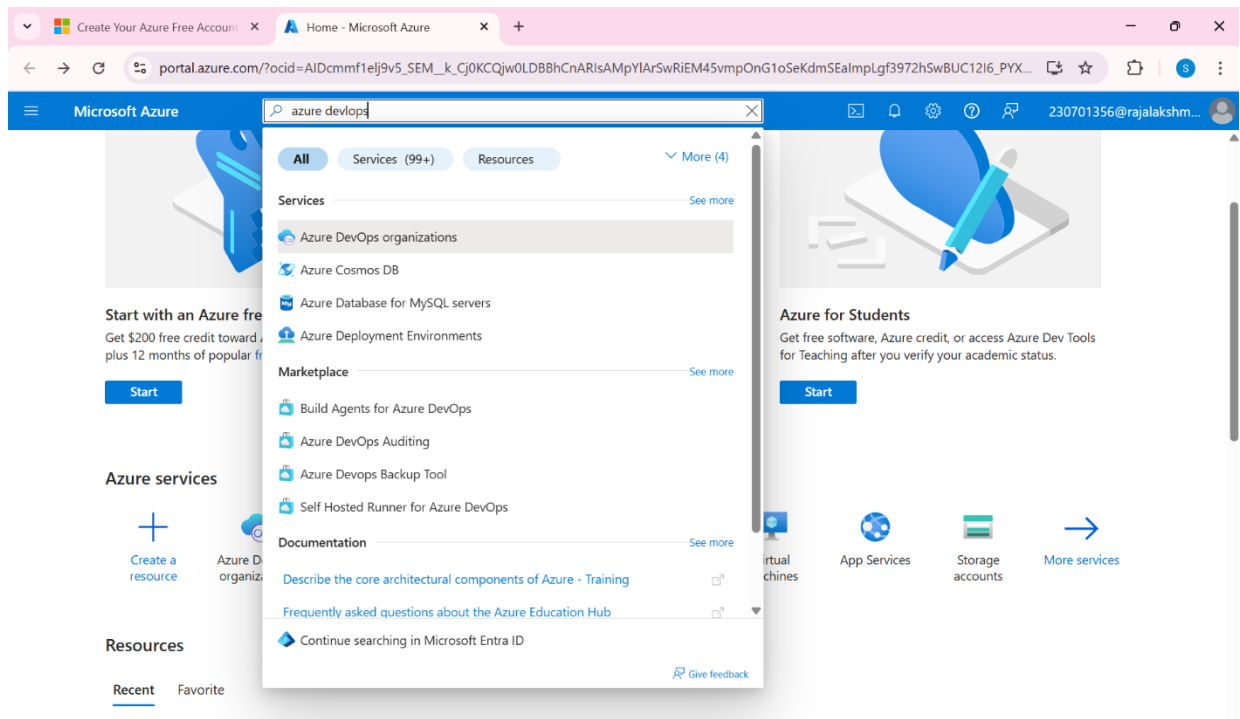 Create Your Azure Free Account
Home - Microsoft Azure
portal.azure.com/?ocid=AIDcmmf1elj9v5_SEM__k_Cj0KCQjw0LDBBhCnARIsAMpYlArSwRiEM45vmpOnG1oSeKdmSEaImpLgf3972hSwBUC12I6_PYX...
S
Microsoft Azure
azure devlops
230701356@rajalakshm...
All
Services (99+)
Resources
More (4)
Services
See more
Azure DevOps organizations
Azure Cosmos DB
Azure Database for MySQL servers
Azure Deployment Environments
Marketplace
See more
Build Agents for Azure DevOps
Azure DevOps Auditing
Azure Devops Backup Tool
Self Hosted Runner for Azure DevOps
Documentation
See more
Describe the core architectural components of Azure - Training
Frequently asked questions about the Azure Education Hub
Continue searching in Microsoft Entra ID
Give feedback
Start with an Azure fre
Get $200 free credit toward
plus 12 months of popular fr
Start
Azure for Students
Get free software, Azure credit, or access Azure Dev Tools
for Teaching after you verify your academic status.
Start
Azure services
Create a
resource
Azure D
organiza
irtual
chines
App Services
Storage
accounts
More services
Resources
Recent
Favorite